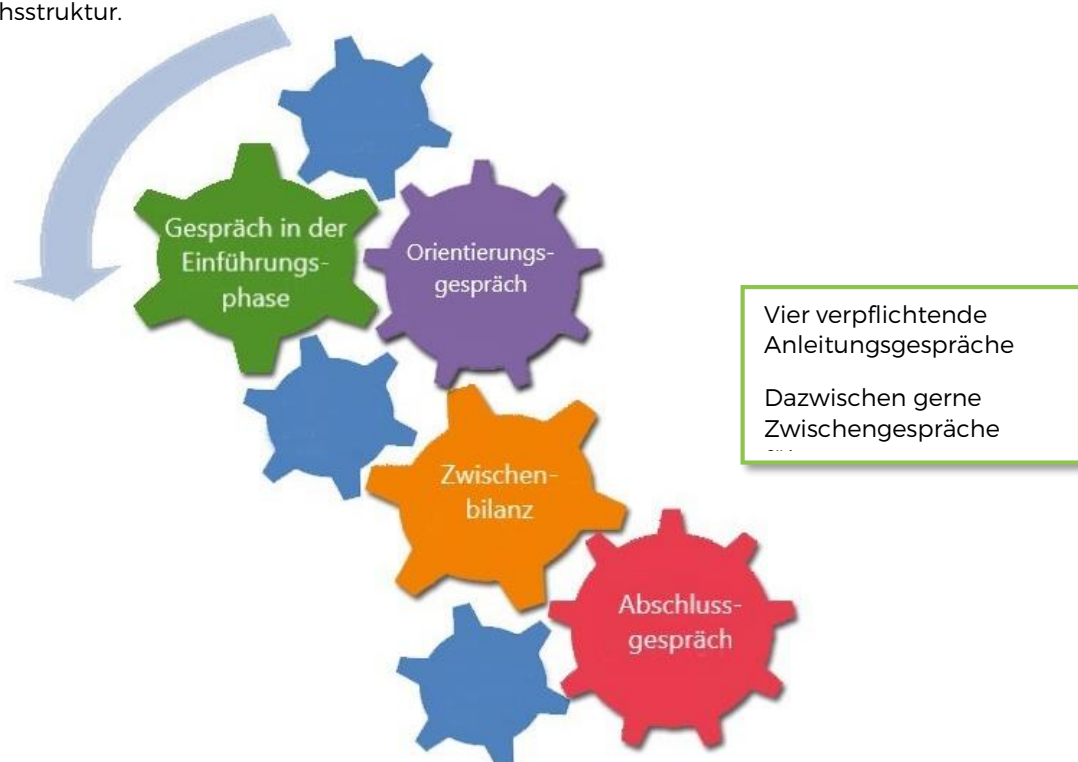 hsstruktur.
Gespräch in der
Einführungs-
phase
Orientierungs-
gespräch
Vier verpflichtende
Anleitungsgespräche
Dazwischen gerne
Zwischengespräche
Zwischen-
bilanz
Abschluss-
gespräch